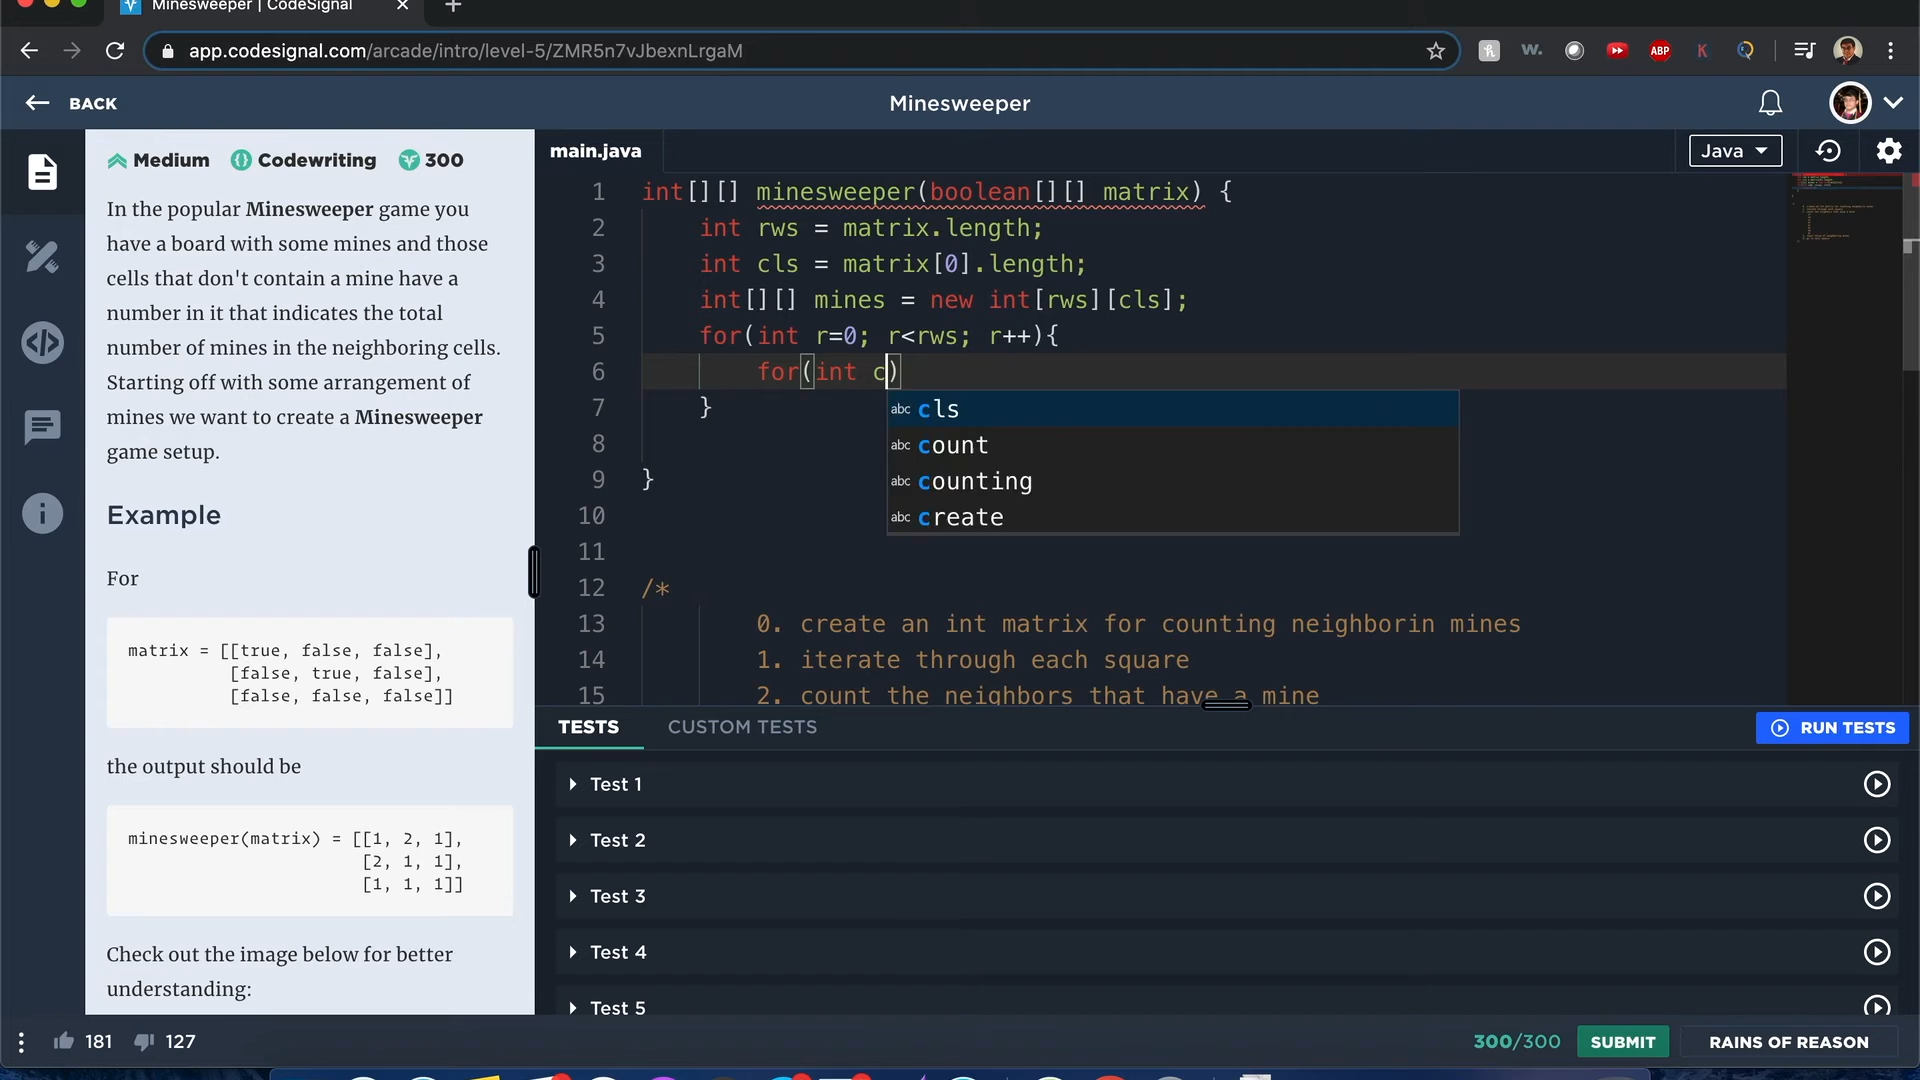 Minesweeper | CodeSignal
app.codesignal.com/arcade/intro/level-5/ZMR5n7vJbexnLrgaM
W.
ABP
K
BACK
Minesweeper
Medium
Codewriting
300
In the popular Minesweeper game you
have a board with some mines and those
cells that don't contain a mine have a
number in it that indicates the total
number of mines in the neighboring cells.
Starting off with some arrangement of
mines we want to create a Minesweeper
game setup.
Example
For
matrix = [[true, false, false],
[false, true, false],
[false, false, false]]
the output should be
minesweeper(matrix) = [[1, 2, 1],
[2, 1, 1],
[1, 1, 1]]
Check out the image below for better
understanding:
181
127
main.java
Java
1 int[][] minesweeper(boolean[][] matrix) {
2 int rws = matrix.length;
3 int cls = matrix[0].length;
4 int[][] mines = new int[rws][cls];
5 for(int r=0; r<rws; r++){
6 for(int c)
7 }
8
9 }
10
11
12 /*
13 0. create an int matrix for counting neighborin mines
14 1. iterate through each square
15 2. count the neighbors that have a mine
abc cls
abc count
abc counting
abc create
TESTS
CUSTOM TESTS
RUN TESTS
Test 1
Test 2
Test 3
Test 4
Test 5
300/300
SUBMIT
RAINS OF REASON